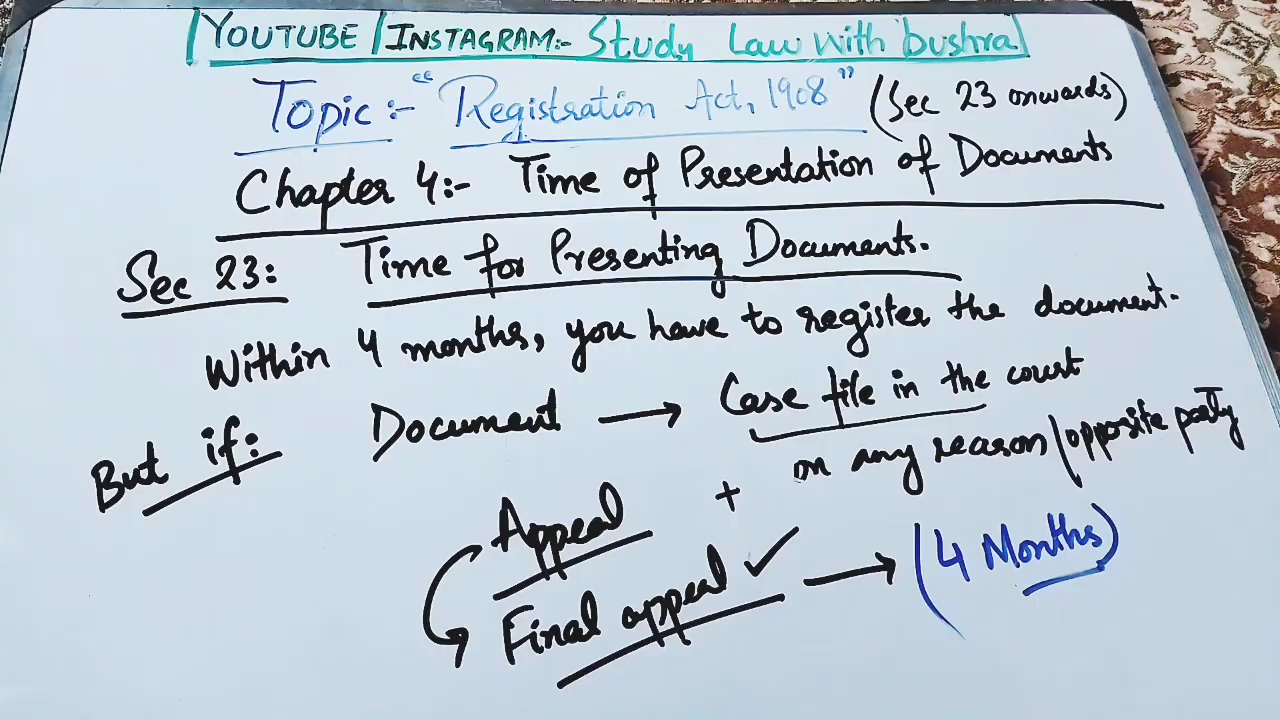 YOUTUBE | INSTAGRAM:- Study Law with bushra
Topic:- "Registration Act, 1908" (Sec 23 onwards)
Chapter 4:- Time of Presentation of Documents
Sec 23: Time for Presenting Documents.
Within 4 months, you have to register the document.
But if: Document → Case file in the court
on any reason/opposite party
Appeal +
Final appeal ✓ → (4 Months)